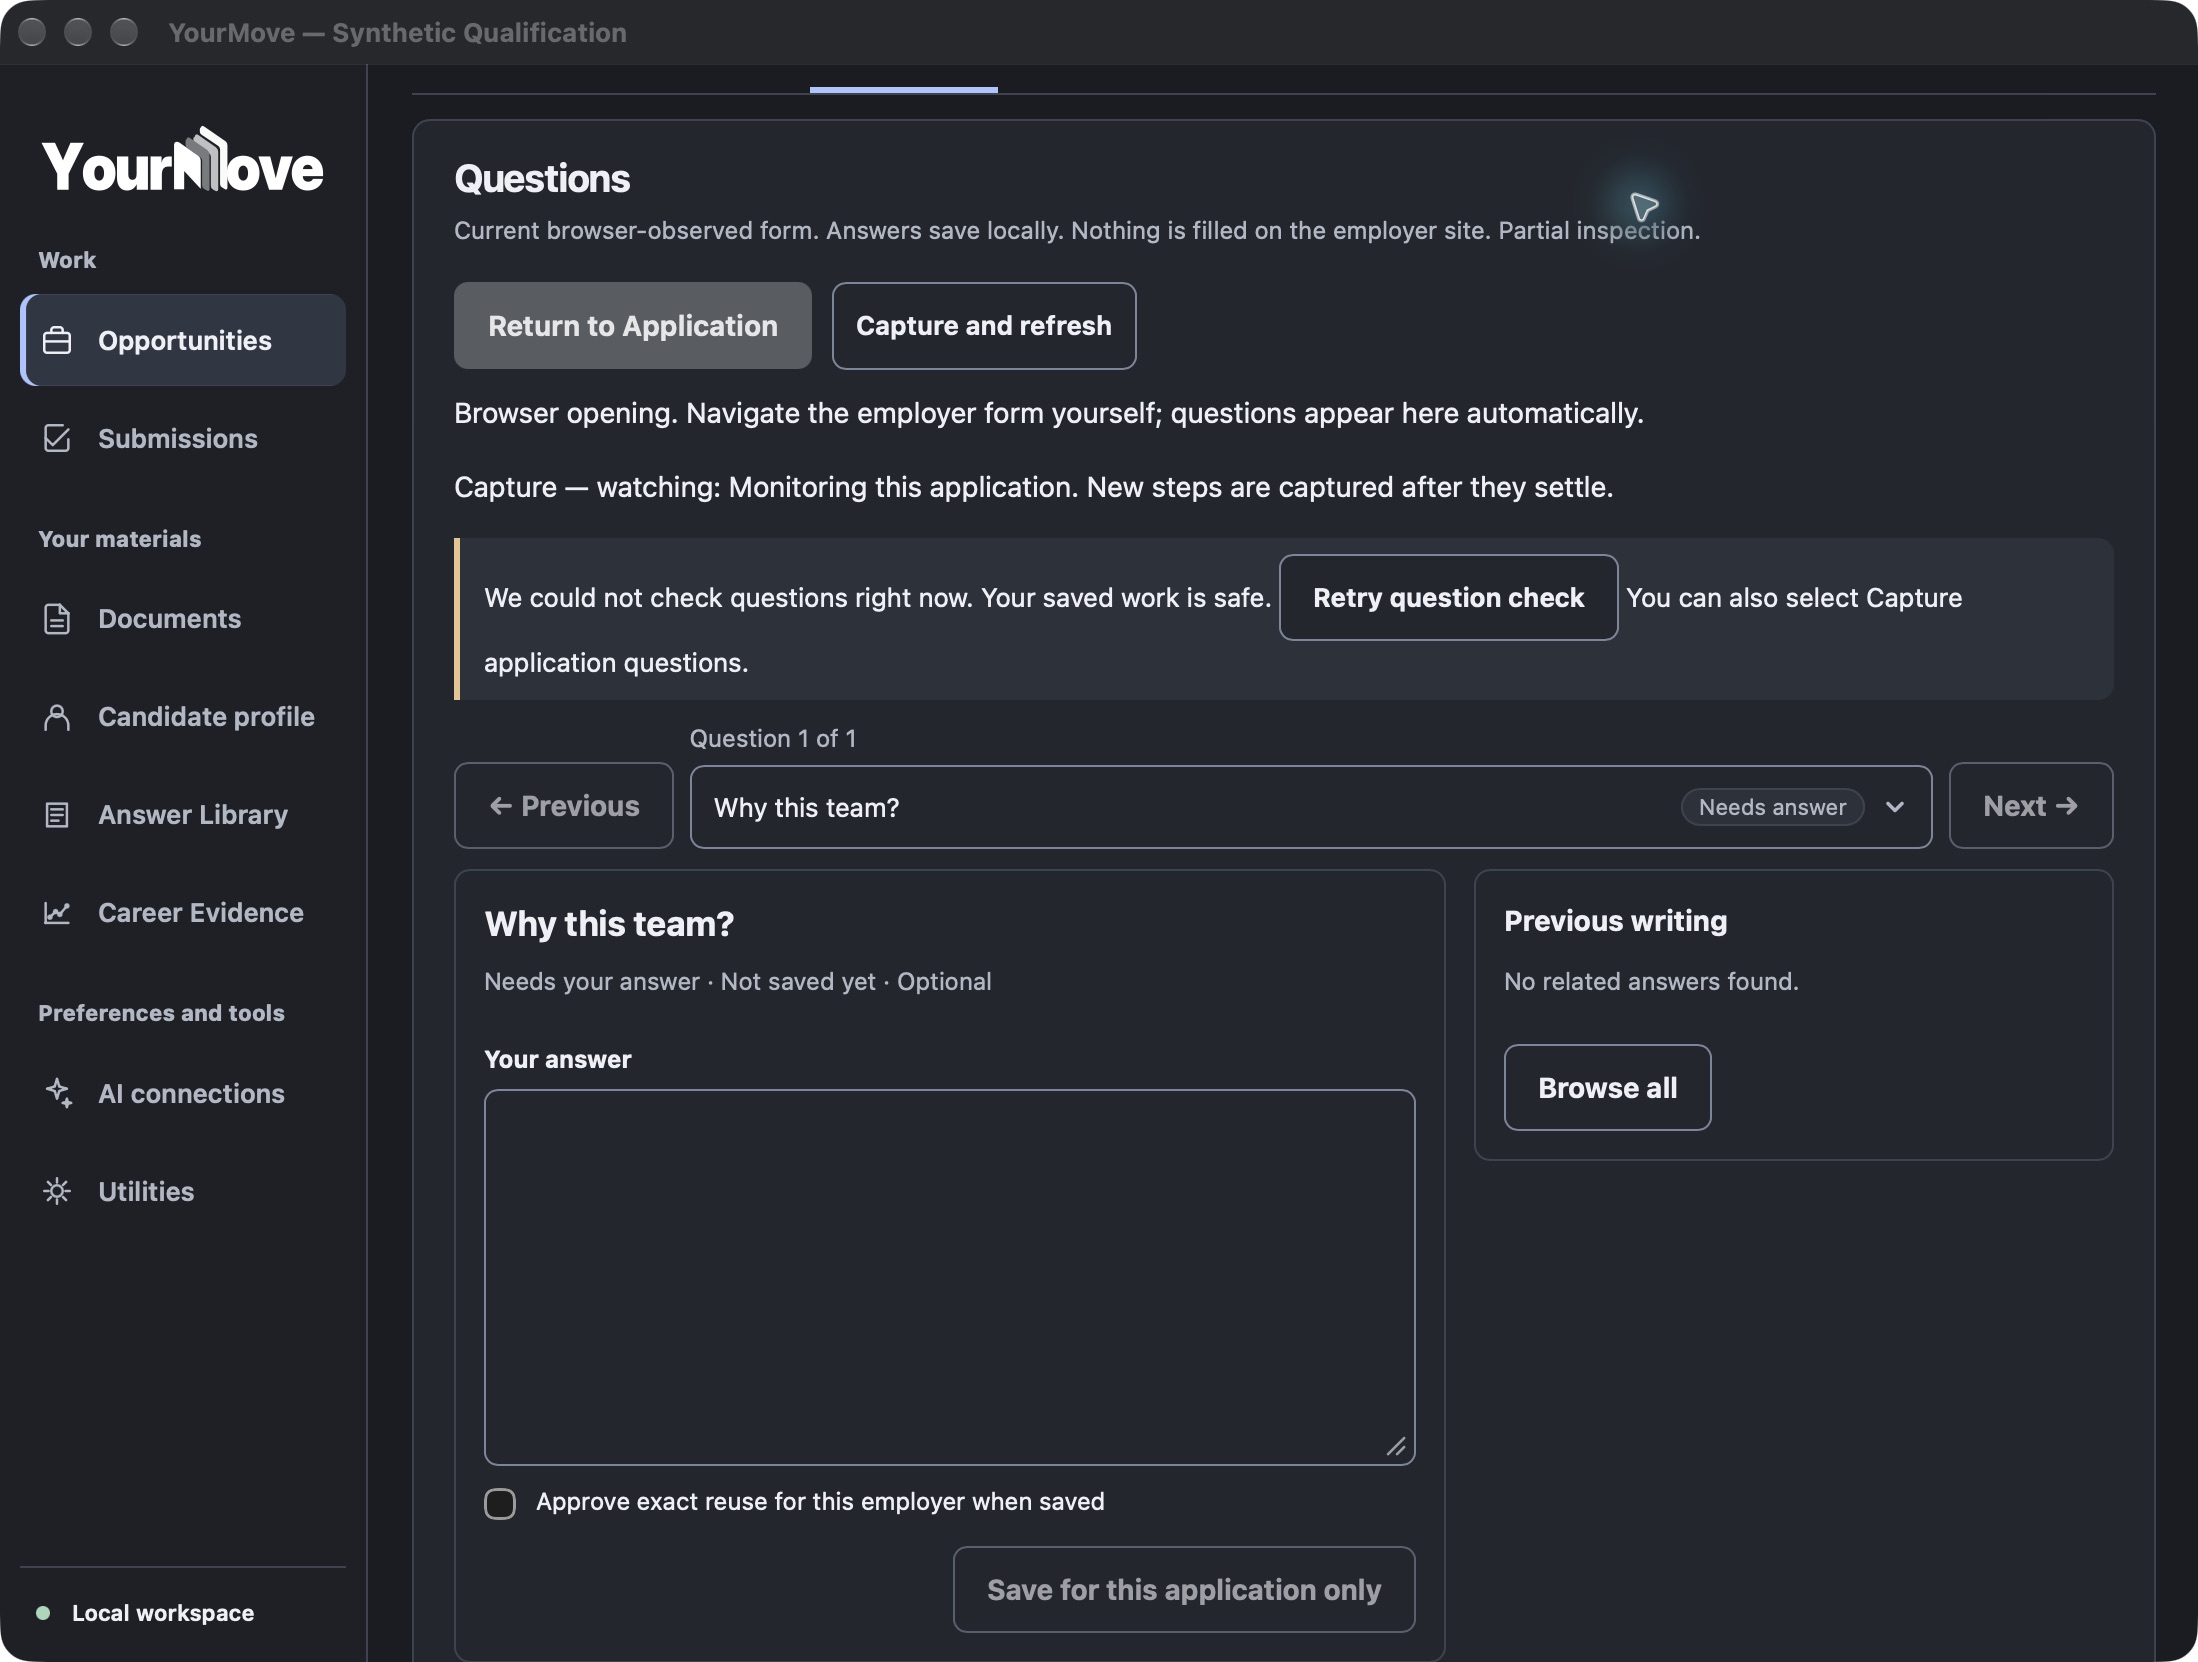 YourMove — Synthetic Qualification
YourMove
Work
Opportunities
Submissions
Your materials
Documents
Candidate profile
Answer Library
Career Evidence
Preferences and tools
AI connections
Utilities
Local workspace
Questions
Current browser-observed form. Answers save locally. Nothing is filled on the employer site. Partial inspection.
Return to Application
Capture and refresh
Browser opening. Navigate the employer form yourself; questions appear here automatically.
Capture — watching: Monitoring this application. New steps are captured after they settle.
We could not check questions right now. Your saved work is safe. Retry question check You can also select Capture
application questions.
Question 1 of 1
← Previous
Why this team?
Needs answer
Next →
Why this team?
Needs your answer · Not saved yet · Optional
Your answer
Approve exact reuse for this employer when saved
Save for this application only
Previous writing
No related answers found.
Browse all